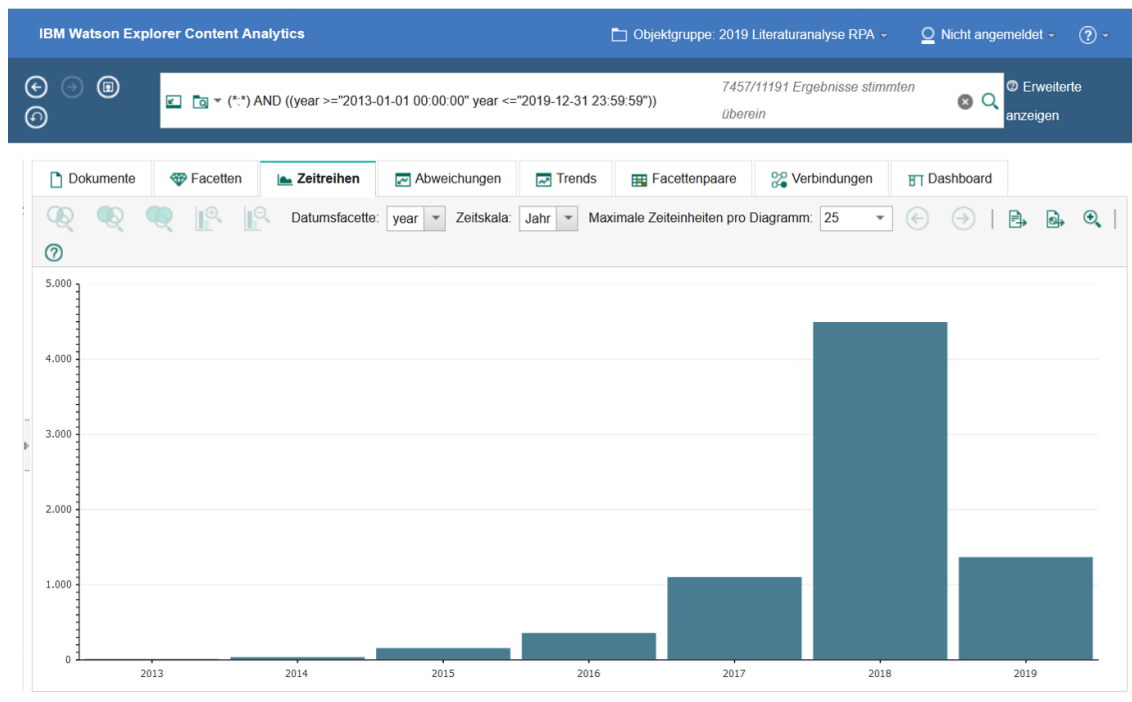 IBM Watson Explorer Content Analytics
Objektgruppe: 2019 Literaturanalyse RPA
Nicht angemeldet
(*:*) AND ((year >="2013-01-01 00:00:00" year <="2019-12-31 23:59:59"))
7457/11191 Ergebnisse stimmten
überein
Erweiterte
anzeigen
Dokumente
Facetten
Zeitreihen
Abweichungen
Trends
Facettenpaare
Verbindungen
Dashboard
Datumsfacette: year
Zeitskala: Jahr
Maximale Zeiteinheiten pro Diagramm: 25
5.000
4.000
3.000
2.000
1.000
0
2013
2014
2015
2016
2017
2018
2019